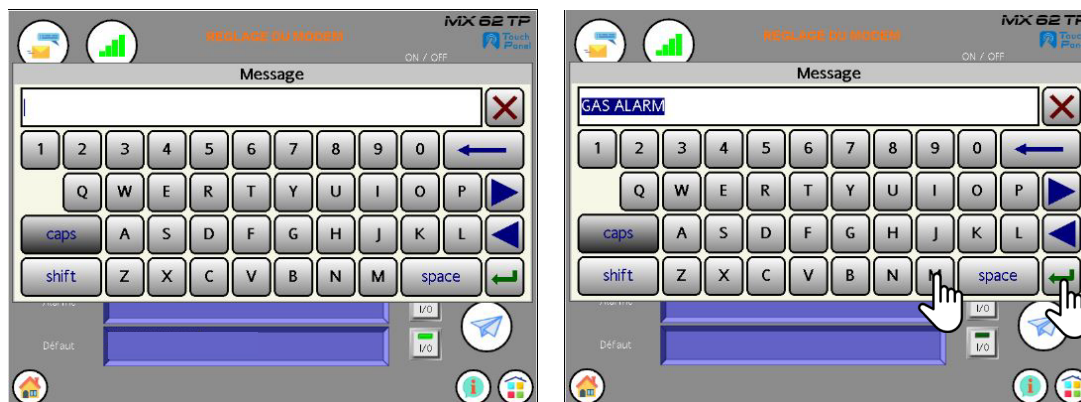 MX 62 TP
Touch
Panel
REGLAGE DU MODEM
ON / OFF
Message
1 2 3 4 5 6 7 8 9 0
Q W E R T Y U I O P
caps A S D F G H J K L
shift Z X C V B N M space
I/O
Défaut I/O
i
MX 62 TP
Touch
REGLAGE DU MODEM
ON / OFF
Message
GAS ALARM
1 2 3 4 5 6 7 8 9 0
Q W E R T Y U I O P
caps A S D F G H J K L
shift Z X C V B N M space
I/O
Défaut I/O
i